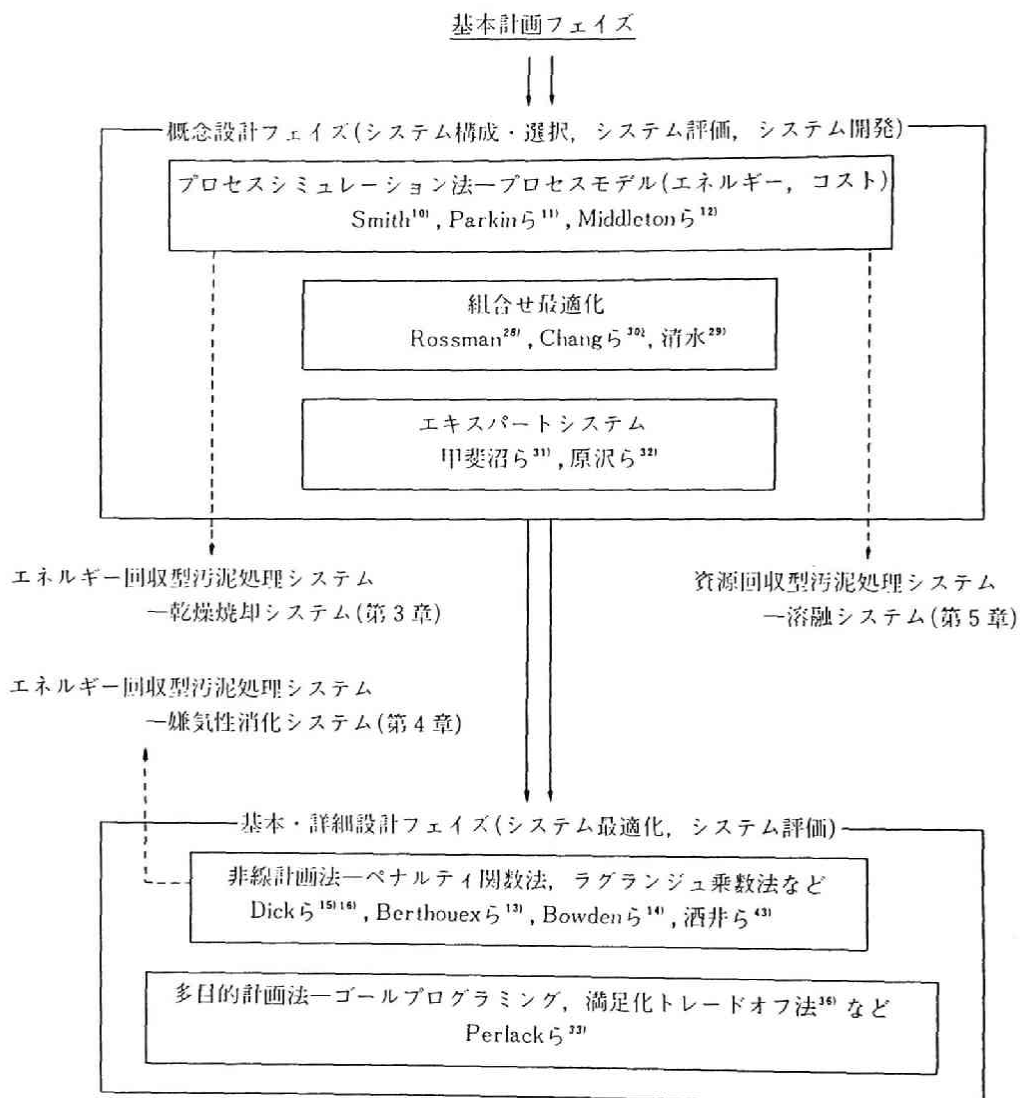 基本計画フェイズ
概念設計フェイズ(システム構成・選択, システム評価, システム開発)
プロセスシミュレーション法—プロセスモデル(エネルギー, コスト)
Smith¹⁰⁾, Parkinら¹¹⁾, Middletonら¹²⁾
組合せ最適化
Rossman²⁸⁾, Changら³⁰⁾, 清水²⁹⁾
エキスパートシステム
甲斐沼ら³¹⁾, 原沢ら³²⁾
エネルギー回収型汚泥処理システム
—乾燥焼却システム(第3章)
資源回収型汚泥処理システム
—溶融システム(第5章)
エネルギー回収型汚泥処理システム
—嫌気性消化システム(第4章)
基本・詳細設計フェイズ(システム最適化, システム評価)
非線計画法—ペナルティ関数法, ラグランジュ乗数法など
Dickら¹⁵⁾¹⁶⁾, Berthouexら¹³⁾, Bowdenら¹⁴⁾, 酒井ら⁴³⁾
多目的計画法—ゴールプログラミング, 満足化トレードオフ法³⁶⁾など
Perlackら³³⁾